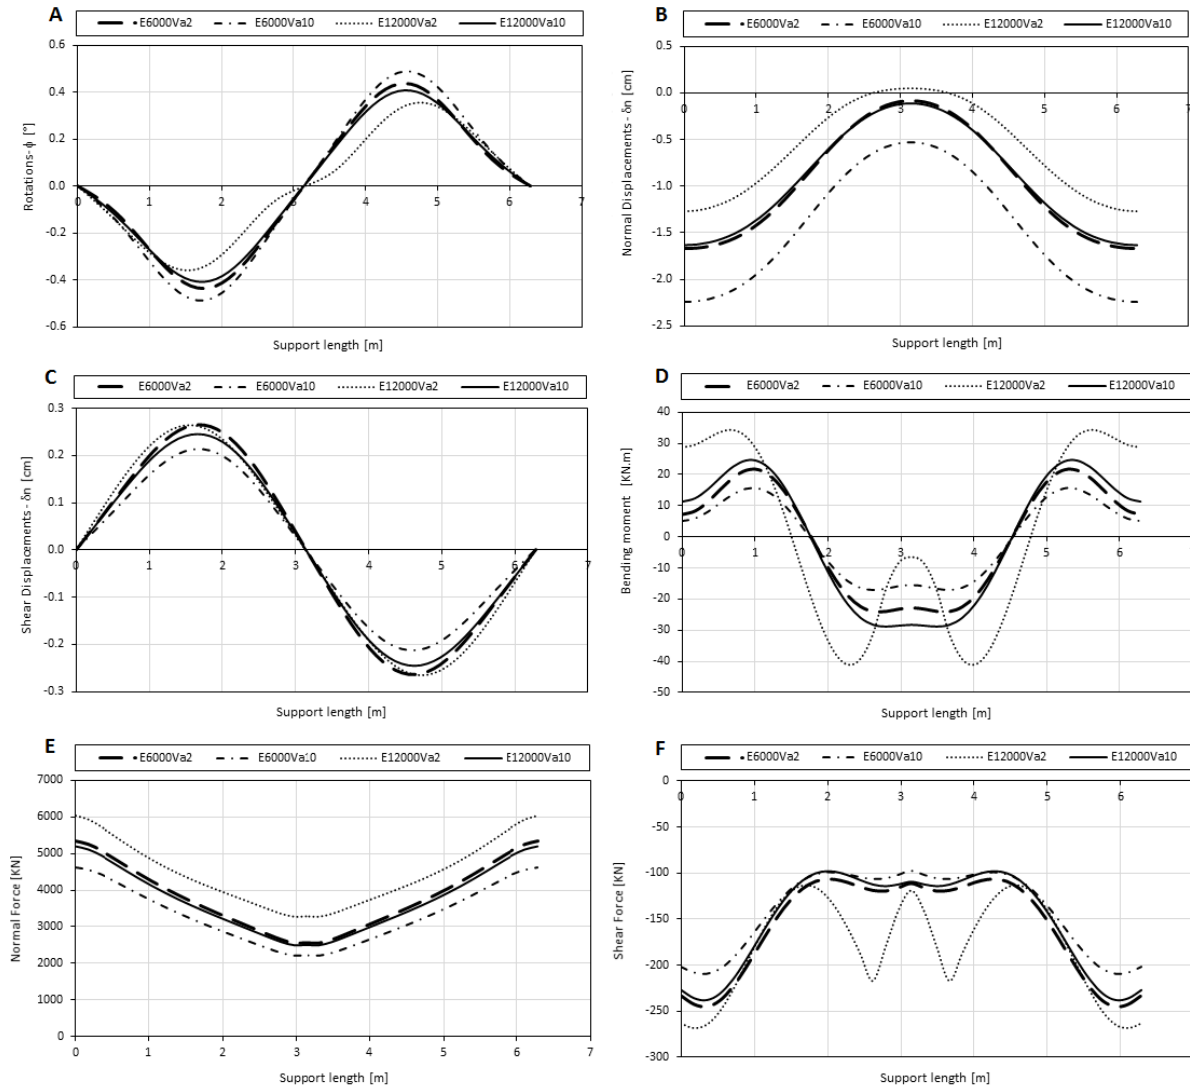 A
E6000Va2 E6000Va10 E12000Va2 E12000Va10
0.6
0.4
0.2
0.0
-0.2
-0.4
-0.6
0 1 2 3 4 5 6 7
Rotations- ϕ [°]
Support length [m]
B
E6000Va2 E6000Va10 E12000Va2 E12000Va10
0.5
0.0
-0.5
-1.0
-1.5
-2.0
-2.5
0 1 2 3 4 5 6 7
Normal Displacements - δn [cm]
Support length [m]
C
E6000Va2 E6000Va10 E12000Va2 E12000Va10
0.3
0.2
0.1
0.0
-0.1
-0.2
-0.3
0 1 2 3 4 5 6 7
Shear Displacements - δn [cm]
Support length [m]
D
E6000Va2 E6000Va10 E12000Va2 E12000Va10
40
30
20
10
0
-10
-20
-30
-40
-50
0 1 2 3 4 5 6
Bending moment [KN.m]
Support length [m]
E
E6000Va2 E6000Va10 E12000Va2 E12000Va10
7000
6000
5000
4000
3000
2000
1000
0
0 1 2 3 4 5 6 7
Normal Force [KN]
Support length [m]
F
E6000Va2 E6000Va10 E12000Va2 E12000Va10
0
-50
-100
-150
-200
-250
-300
0 1 2 3 4 5 6
Shear Force [KN]
Support length [m]